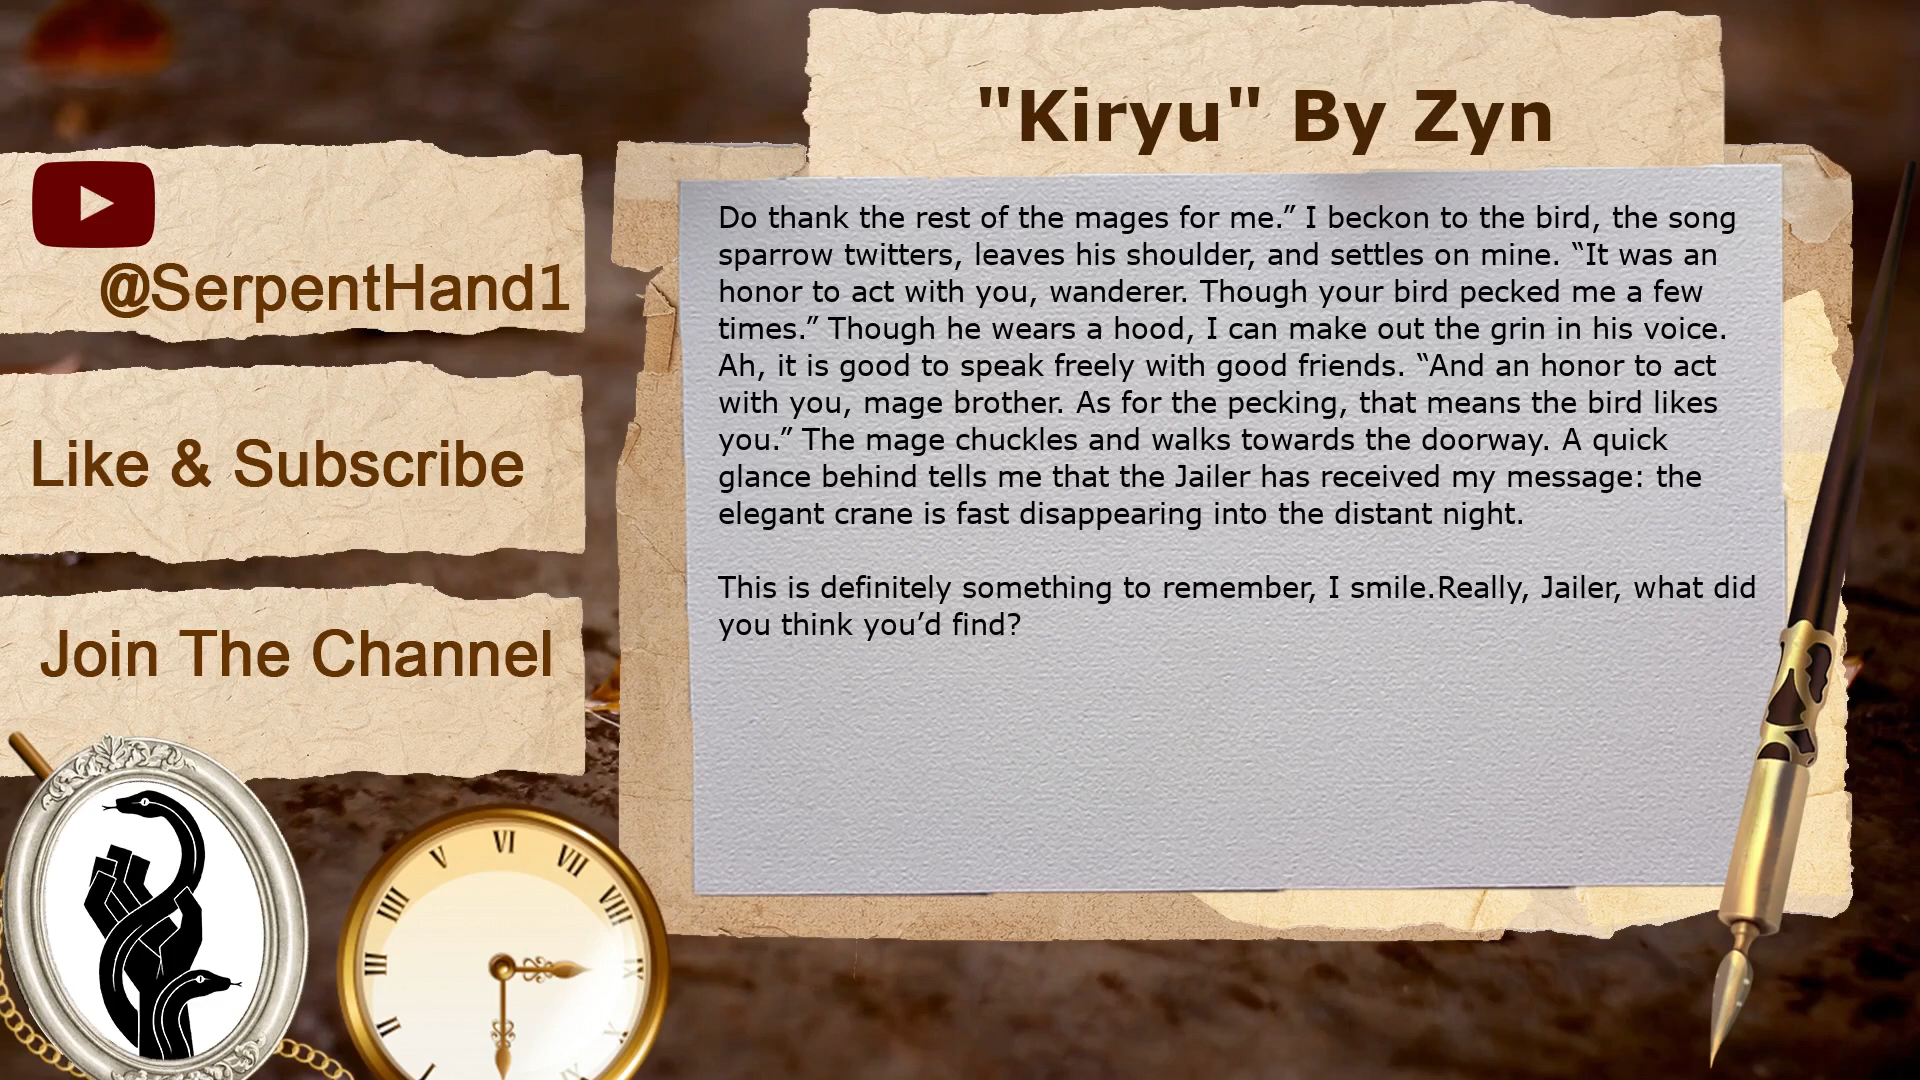 "Kiryu" By Zyn
@SerpentHand1
Like & Subscribe
Join The Channel
Do thank the rest of the mages for me.” I beckon to the bird, the song
sparrow twitters, leaves his shoulder, and settles on mine. “It was an
honor to act with you, wanderer. Though your bird pecked me a few
times.” Though he wears a hood, I can make out the grin in his voice.
Ah, it is good to speak freely with good friends. “And an honor to act
with you, mage brother. As for the pecking, that means the bird likes
you.” The mage chuckles and walks towards the doorway. A quick
glance behind tells me that the Jailer has received my message: the
elegant crane is fast disappearing into the distant night.
This is definitely something to remember, I smile.Really, Jailer, what did
you think you’d find?
II
III
IIII
V
VI
VII
VIII
IX
X